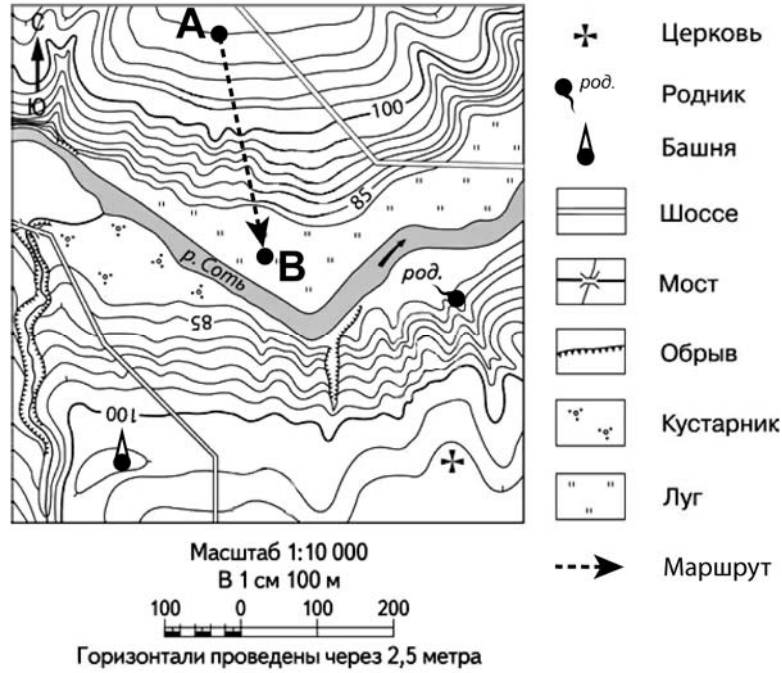 А
С
Ю
100
85
В
р. Соть
род.
85
100
Церковь
род.
Родник
Башня
Шоссе
Мост
Обрыв
Кустарник
Луг
Маршрут
Масштаб 1:10 000
В 1 см 100 м
100 0 100 200
Горизонтали проведены через 2,5 метра